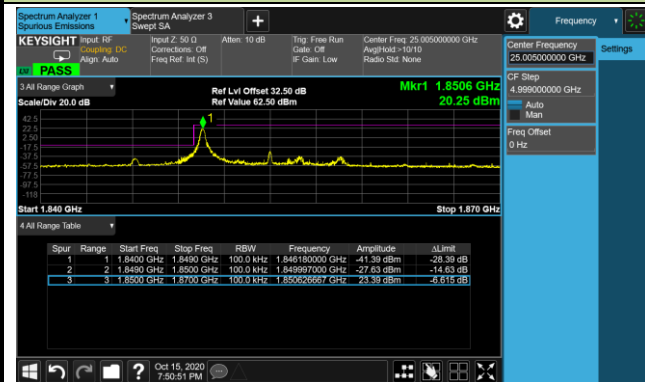 Spectrum Analyzer 1
Spurious Emissions
Spectrum Analyzer 3
Swept SA
Frequency
KEYSIGHT
Input: RF
Coupling: DC
Align: Auto
Input Z: 50 Ω
Corrections: Off
Freq Ref: Int (S)
Atten: 10 dB
Trig: Free Run
Gate: Off
IF Gain: Low
Center Freq: 25.005000000 GHz
Avg|Hold:>10/10
Radio Std: None
PASS
3 All Range Graph
Scale/Div 20.0 dB
Ref Lvl Offset 32.50 dB
Ref Value 62.50 dBm
Mkr1 1.8506 GHz
20.25 dBm
1
42.5
22.5
2.50
-17.5
-37.5
-57.5
-77.5
-97.5
-118
Start 1.840 GHz
Stop 1.870 GHz
4 All Range Table
Spur Range Start Freq Stop Freq RBW Frequency Amplitude ΔLimit
1 1 1.8400 GHz 1.8490 GHz 100.0 kHz 1.846180000 GHz -41.39 dBm -28.39 dB
2 2 1.8490 GHz 1.8500 GHz 100.0 kHz 1.849997000 GHz -27.63 dBm -14.63 dB
3 3 1.8500 GHz 1.8700 GHz 100.0 kHz 1.850626667 GHz 23.39 dBm -6.615 dB
Center Frequency
25.005000000 GHz
Settings
CF Step
4.999000000 GHz
Auto
Man
Freq Offset
0 Hz
Oct 15, 2020
7:50:51 PM